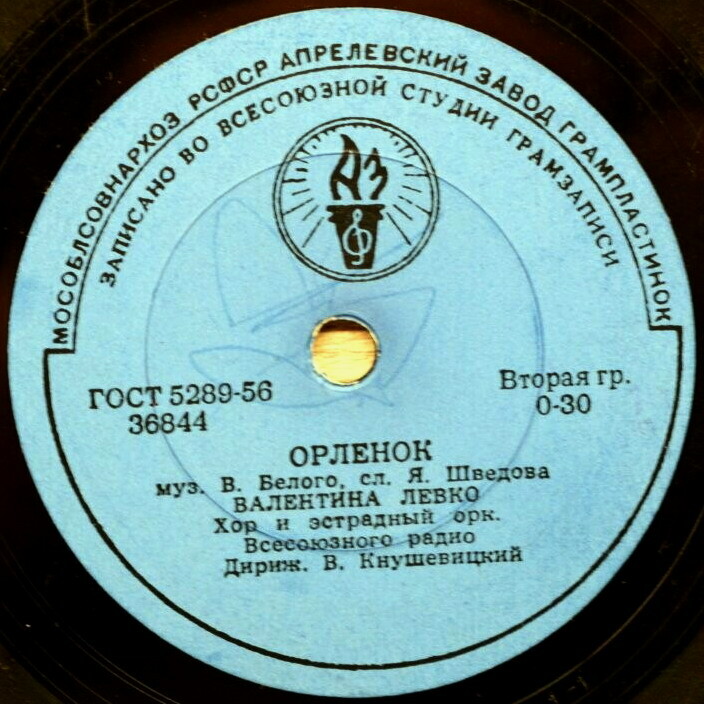 МОСОБЛСОВНАРХОЗ РСФСР АПРЕЛЕВСКИЙ ЗАВОД ГРАМПЛАСТИНОК
ЗАПИСАНО ВО ВСЕСОЮЗНОЙ СТУДИИ ГРАМЗАПИСИ
АЗ
ГОСТ 5289-56
36844
Вторая гр.
0-30
ОРЛЕНОК
муз. В. Белого, сл. Я. Шведова
ВАЛЕНТИНА ЛЕВКО
Хор и эстрадный орк.
Всесоюзного радио
Дириж. В. Кнушевицкий